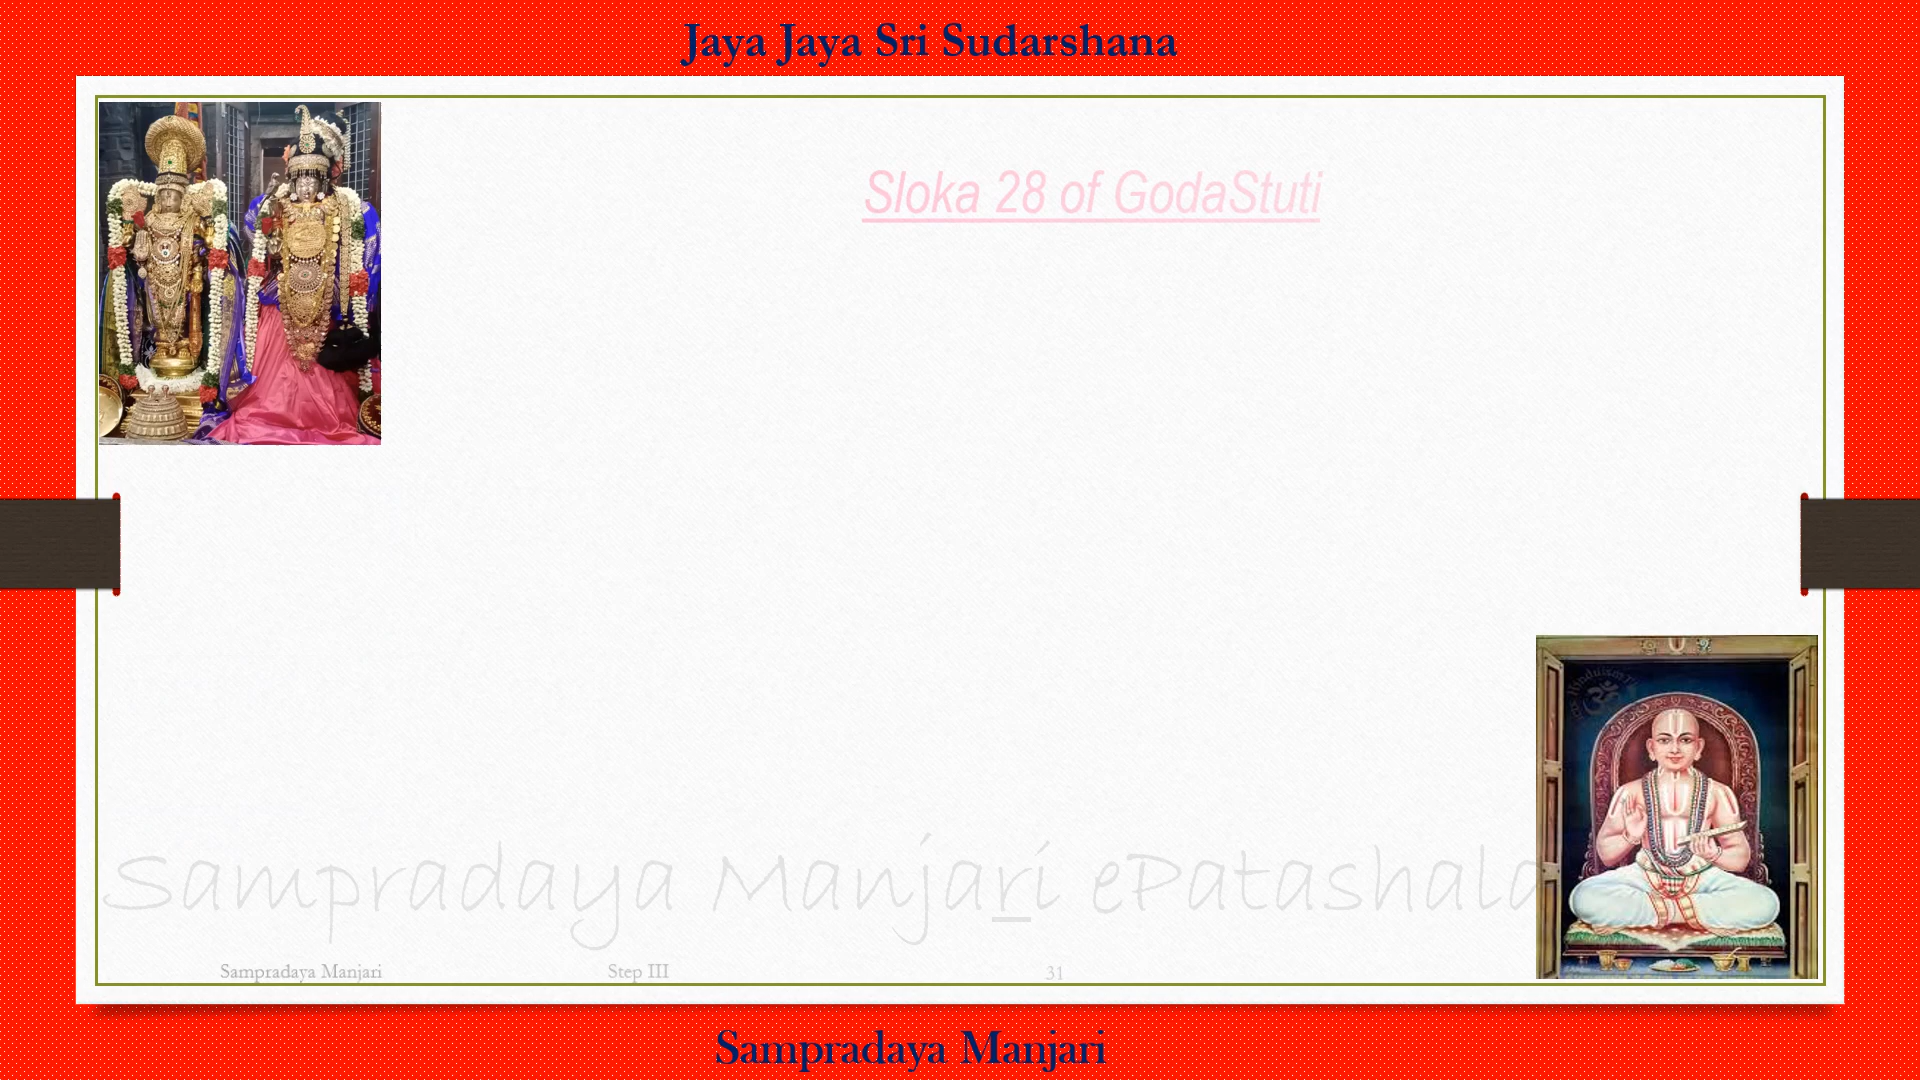 Jaya Jaya Sri Sudarshana
Sloka 28 of GodaStuti
Sampradaya Manjari ePatashala
Sampradaya Manjari
Step III
31
Sampradaya Manjari